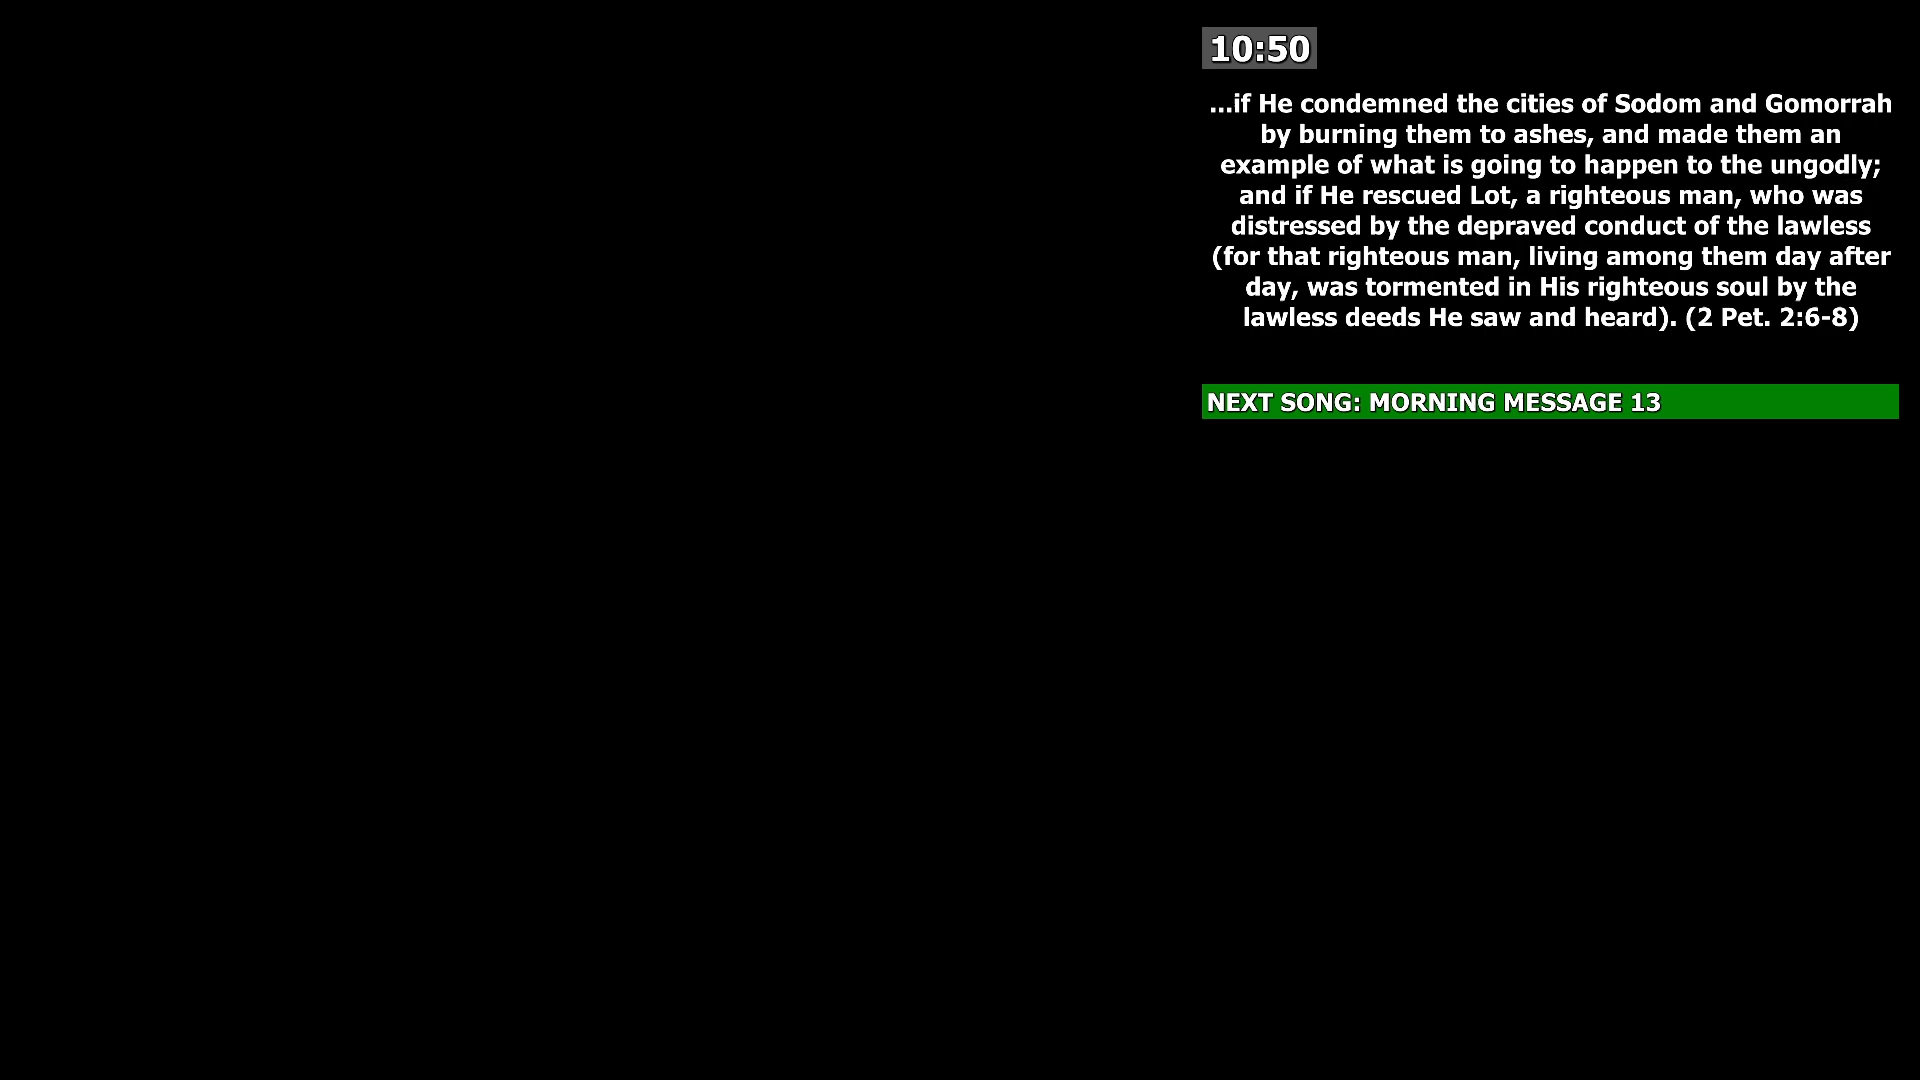 10:50
...if He condemned the cities of Sodom and Gomorrah
by burning them to ashes, and made them an
example of what is going to happen to the ungodly;
and if He rescued Lot, a righteous man, who was
distressed by the depraved conduct of the lawless
(for that righteous man, living among them day after
day, was tormented in His righteous soul by the
lawless deeds He saw and heard). (2 Pet. 2:6-8)
NEXT SONG: MORNING MESSAGE 13